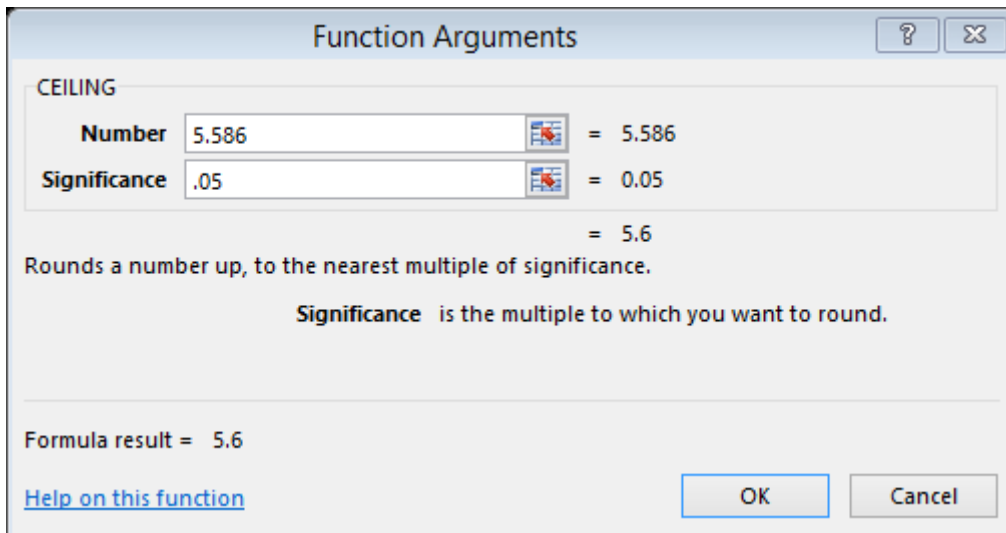 Function Arguments
CEILING
Number 5.586 = 5.586
Significance .05 = 0.05
= 5.6
Rounds a number up, to the nearest multiple of significance.
Significance is the multiple to which you want to round.
Formula result = 5.6
Help on this function OK Cancel